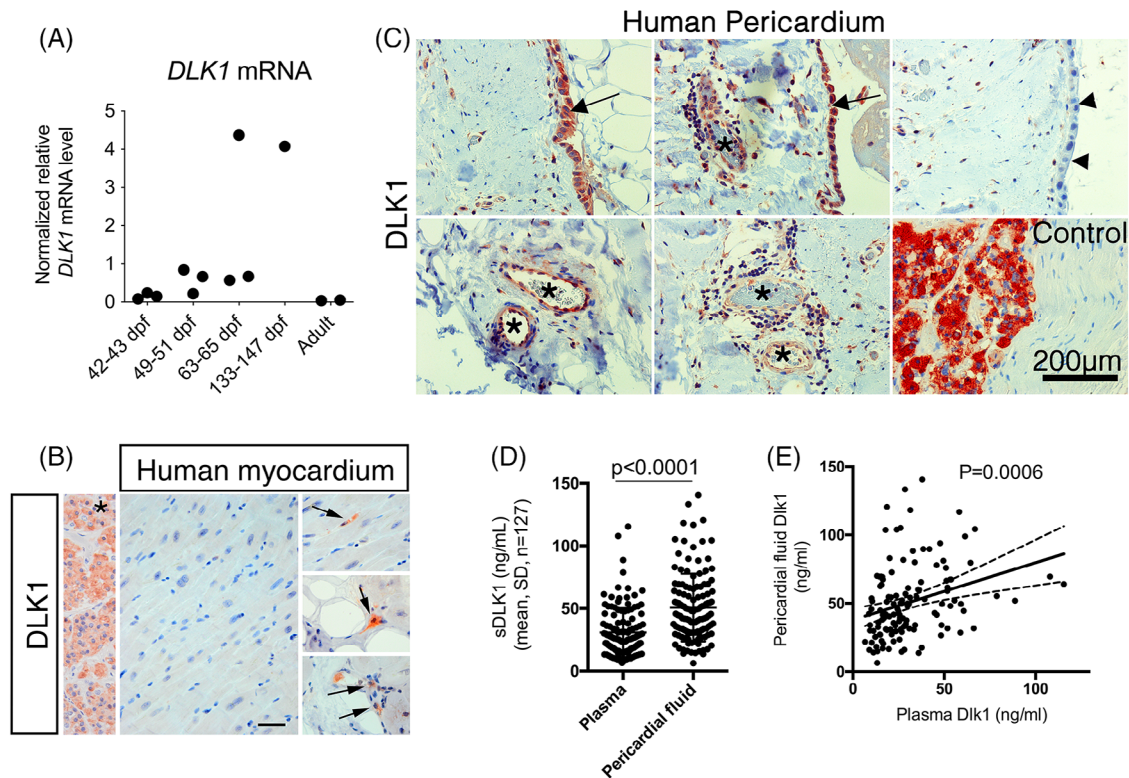 (A)
DLK1 mRNA
Normalized relative
DLK1 mRNA level
5
4
3
2
1
0
42-43 dpf
49-51 dpf
63-65 dpf
133-147 dpf
Adult
(C)
Human Pericardium
DLK1
*
*
*
*
*
Control
200µm
(B)
Human myocardium
DLK1
*
(D)
p<0.0001
sDLK1 (ng/mL)
(mean, SD, n=127)
150
100
50
0
Plasma
Pericardial fluid
(E)
P=0.0006
Pericardial fluid Dlk1
(ng/ml)
150
100
50
0
0
50
100
Plasma Dlk1 (ng/ml)